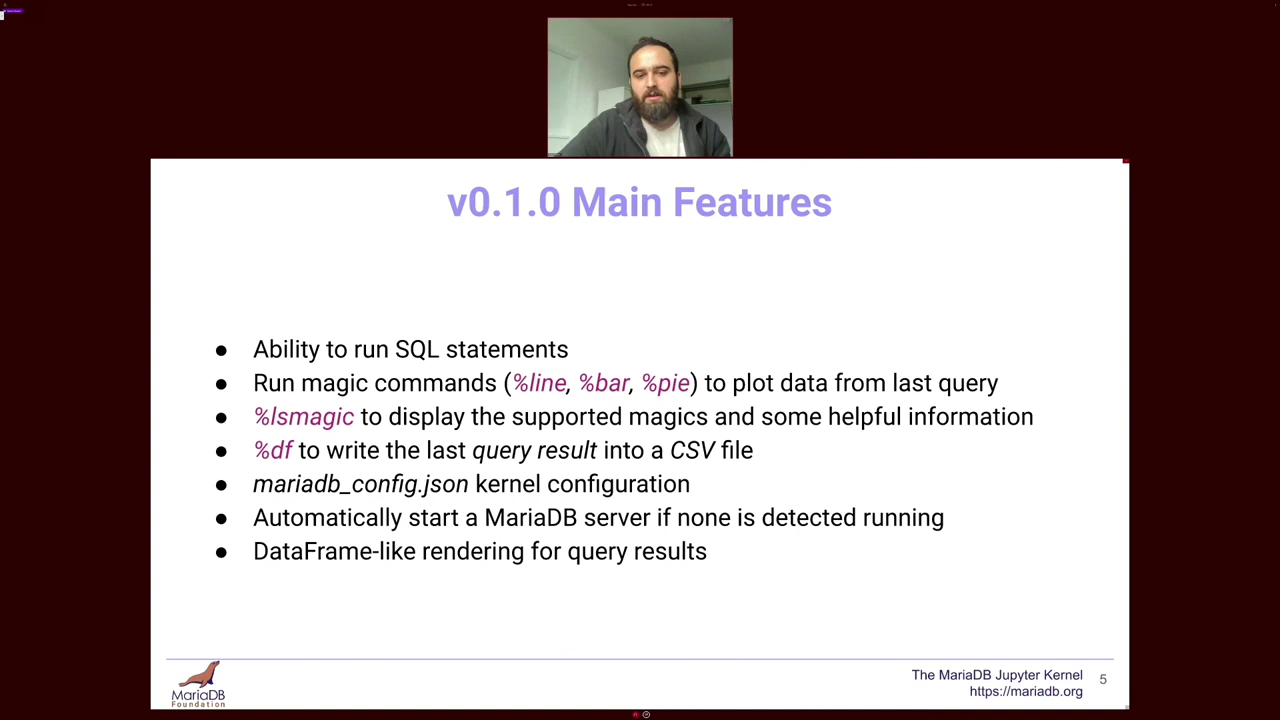 v0.1.0 Main Features
● Ability to run SQL statements
● Run magic commands (%line, %bar, %pie) to plot data from last query
● %lsmagic to display the supported magics and some helpful information
● %df to write the last query result into a CSV file
● mariadb_config.json kernel configuration
● Automatically start a MariaDB server if none is detected running
● DataFrame-like rendering for query results
MariaDB
Foundation
The MariaDB Jupyter Kernel
https://mariadb.org
5